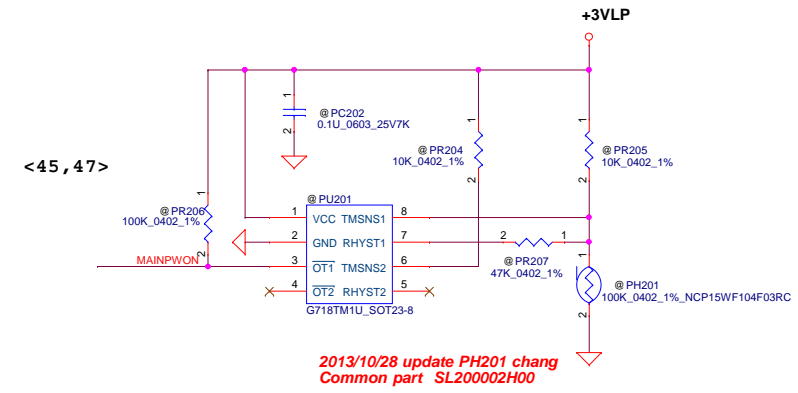 +3VLP
1
@ PC202
0.1U_0603_25V7K
2
1
@ PR204
10K_0402_1%
2
1
@ PR205
10K_0402_1%
2
<45,47>
1
@ PR206
100K_0402_1%
2
@ PU201
1 VCC TMSNS1 8
2 GND RHYST1 7
3 OT1 TMSNS2 6
4 OT2 RHYST2 5
G718TM1U_SOT23-8
MAINPWON
2 1
@ PR207
47K_0402_1%
1
@ PH201
100K_0402_1%_NCP15WF104F03RC
2
2013/10/28 update PH201 chang
Common part SL200002H00